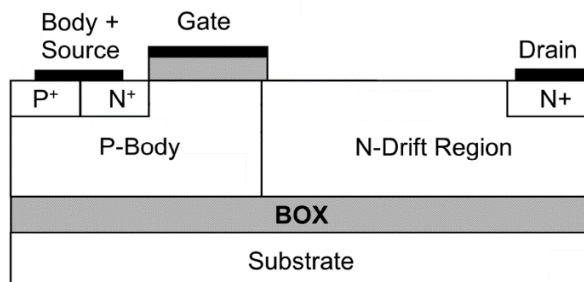 Body +
Source
Gate
Drain
P⁺
N⁺
N+
P-Body
N-Drift Region
BOX
Substrate